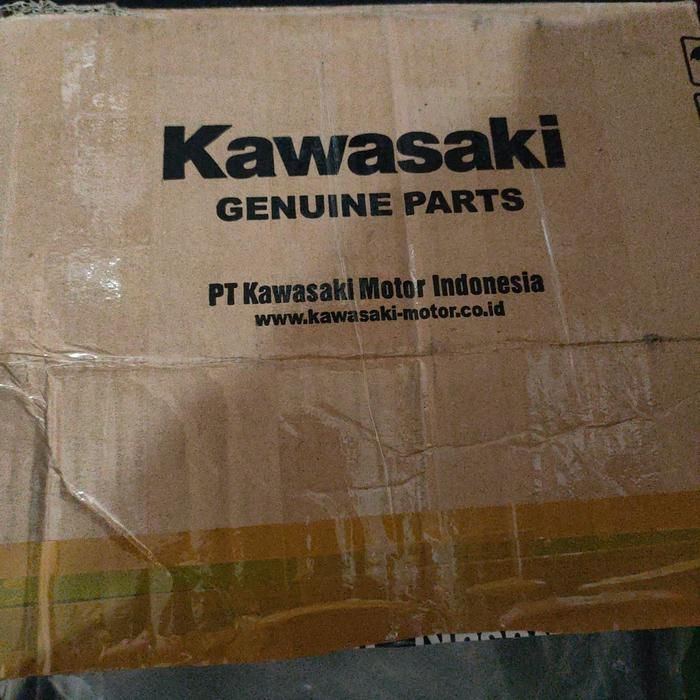 Kawasaki
GENUINE PARTS
PT Kawasaki Motor Indonesia
www.kawasaki-motor.co.id